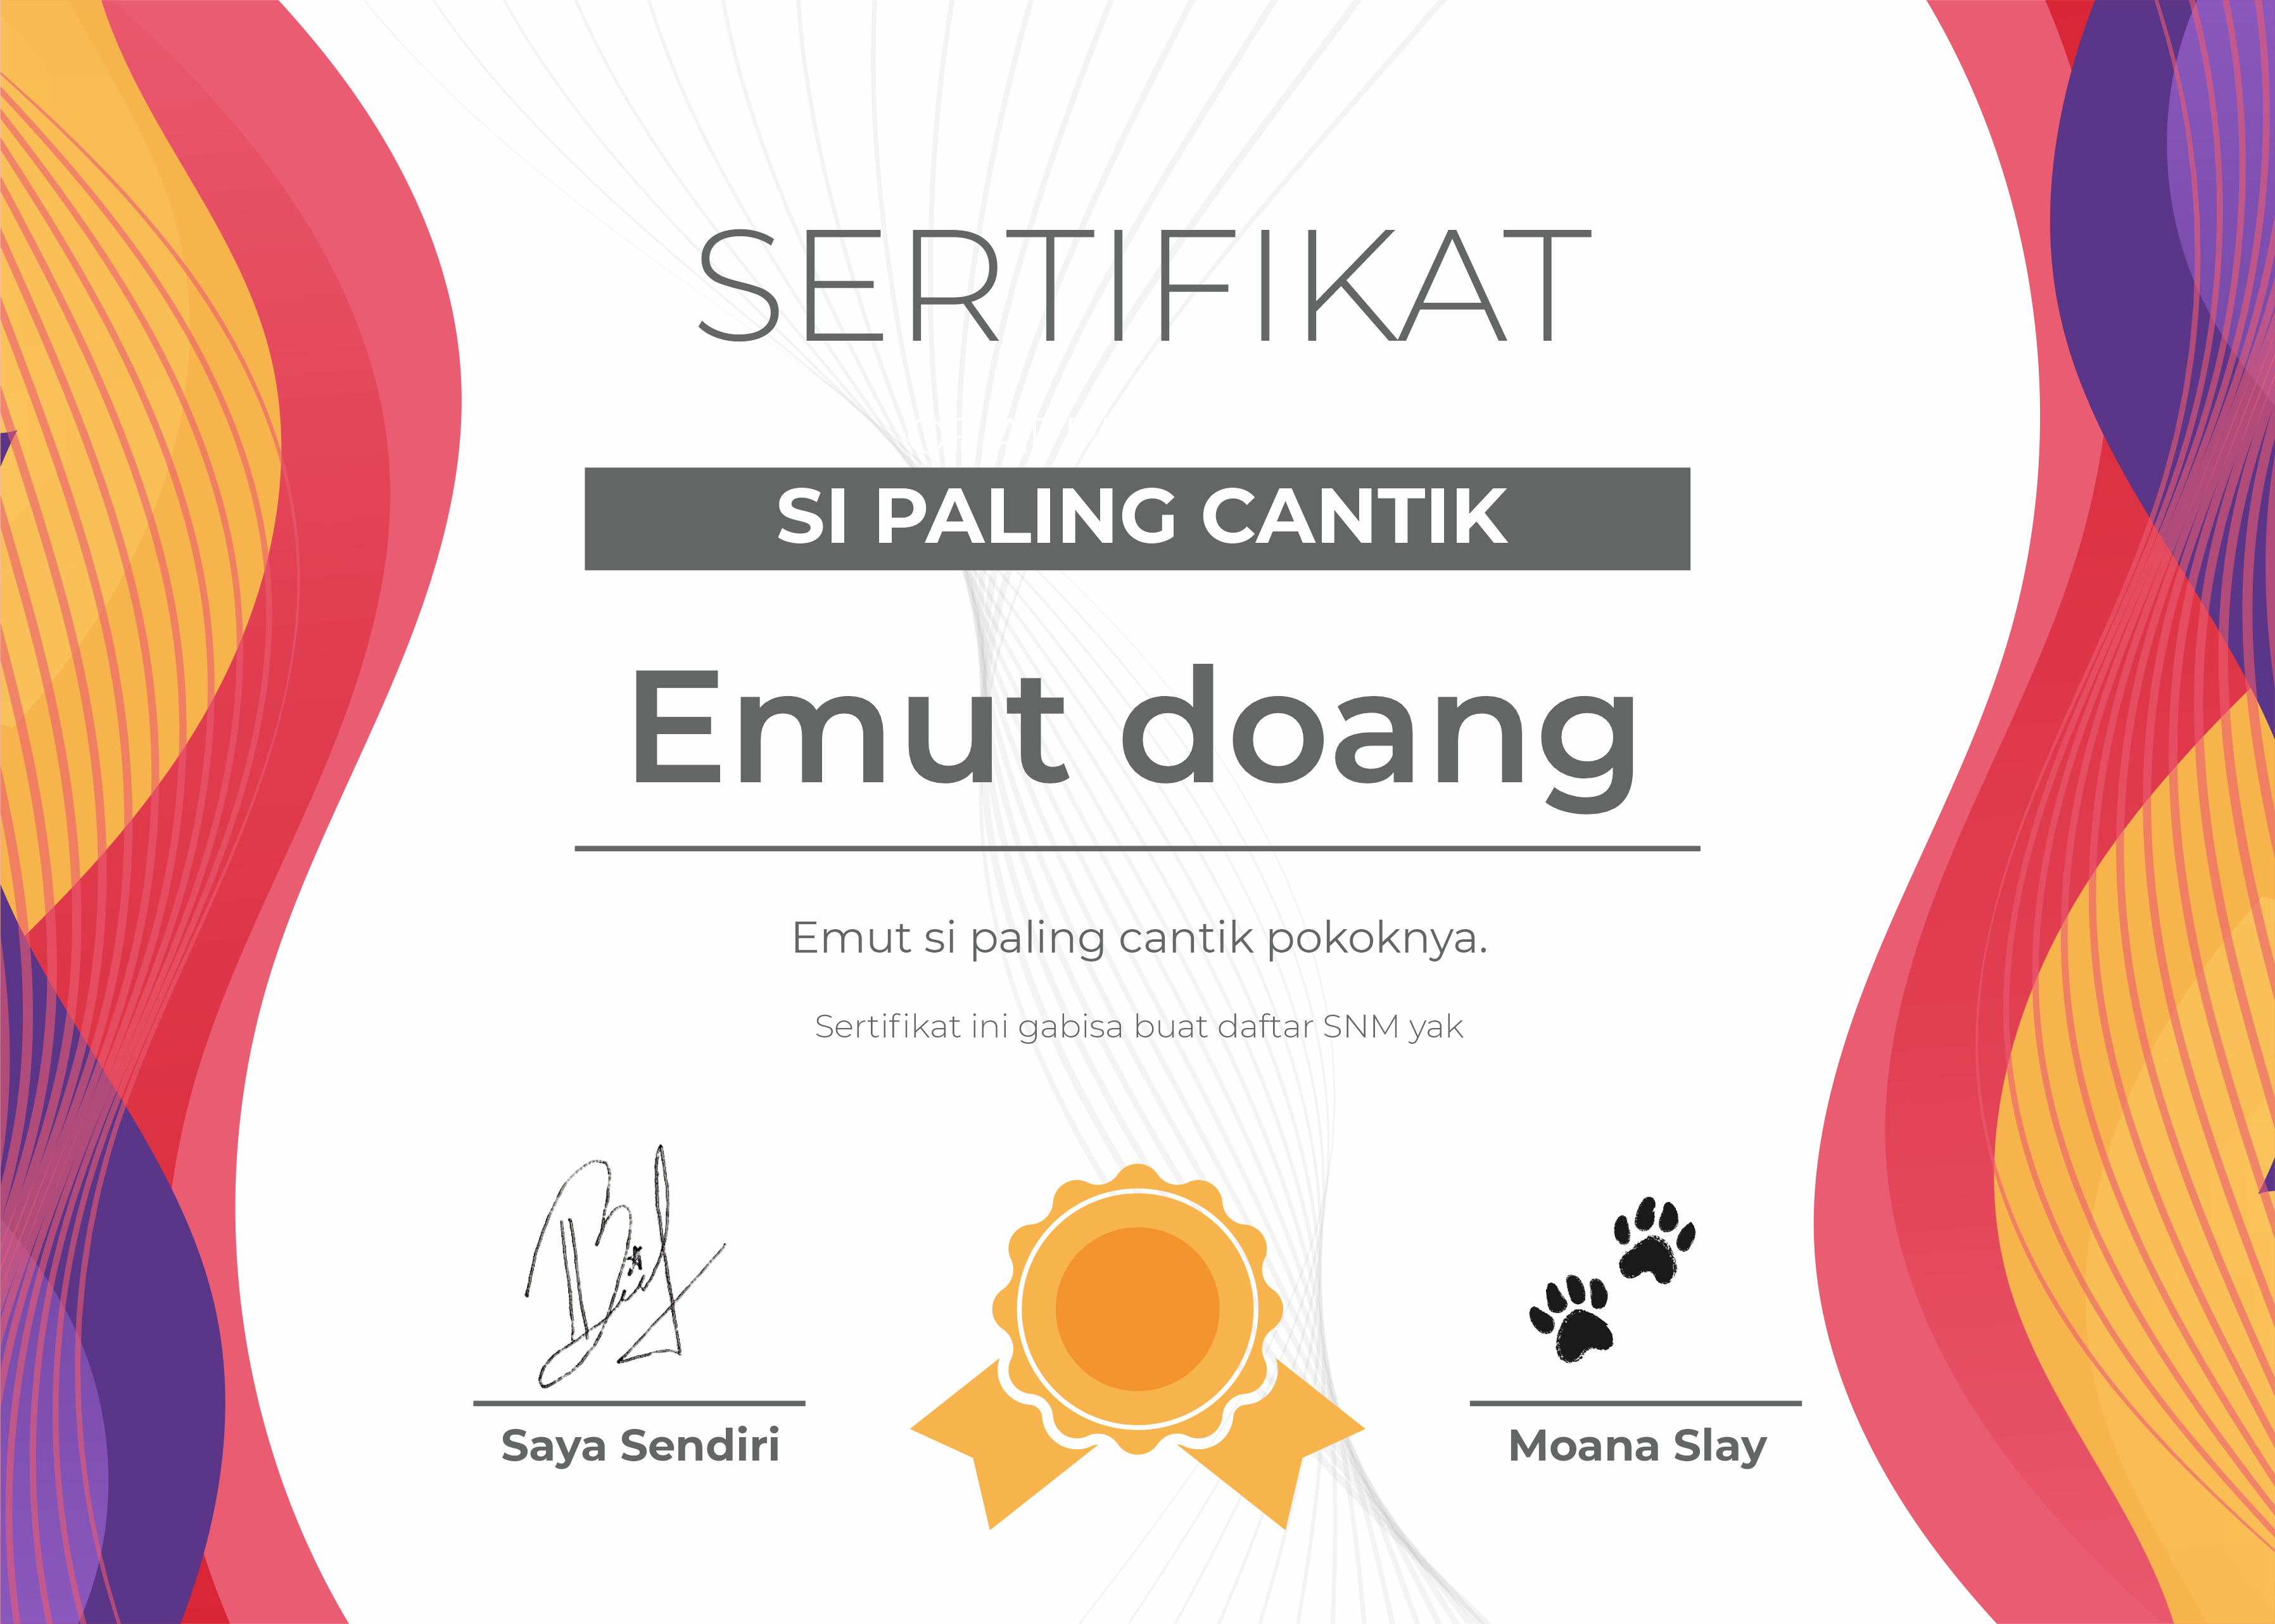 SERTIFIKAT
SI PALING CANTIK
Emut doang
Emut si paling cantik pokoknya.
Sertifikat ini gabisa buat daftar SNM yak
Saya Sendiri
Moana Slay